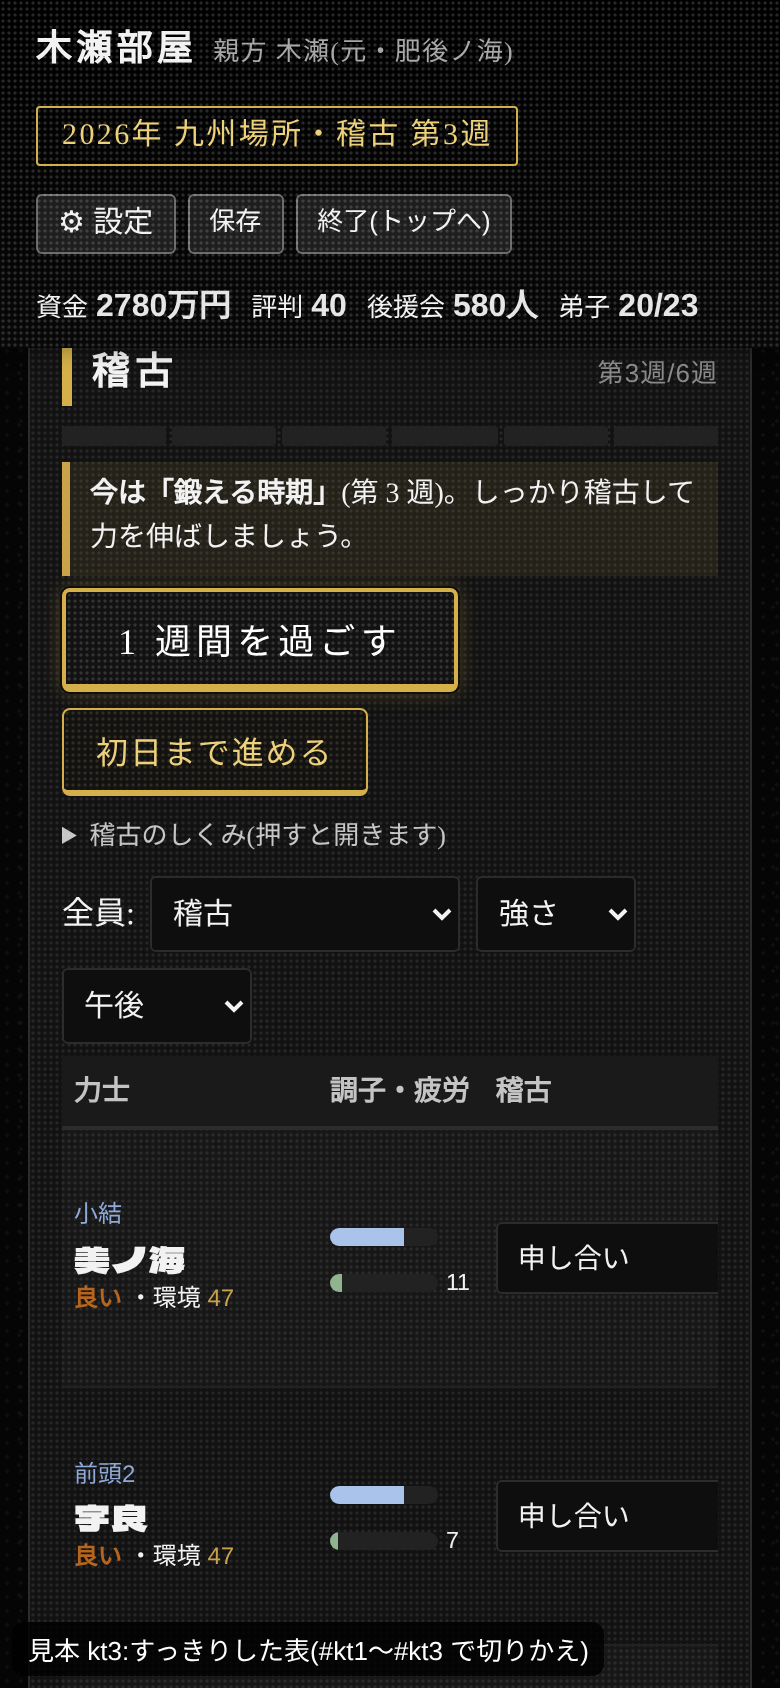 木瀬部屋 親方 木瀬(元・肥後ノ海)
2026年 九州場所・稽古 第3週
⚙ 設定 保存 終了(トップへ)
資金 2780万円 評判 40 後援会 580人 弟子 20/23
稽古 第3週/6週
今は「鍛える時期」(第 3 週)。しっかり稽古して
力を伸ばしましょう。
1 週間を過ごす
初日まで進める
▶ 稽古のしくみ(押すと開きます)
全員: 稽古 強さ
午後
力士 調子・疲労 稽古
小結
美ノ海
良い ・環境 47
11
申し合い
前頭2
宇良
良い ・環境 47
7
申し合い
見本 kt3:すっきりした表(#kt1〜#kt3 で切りかえ)